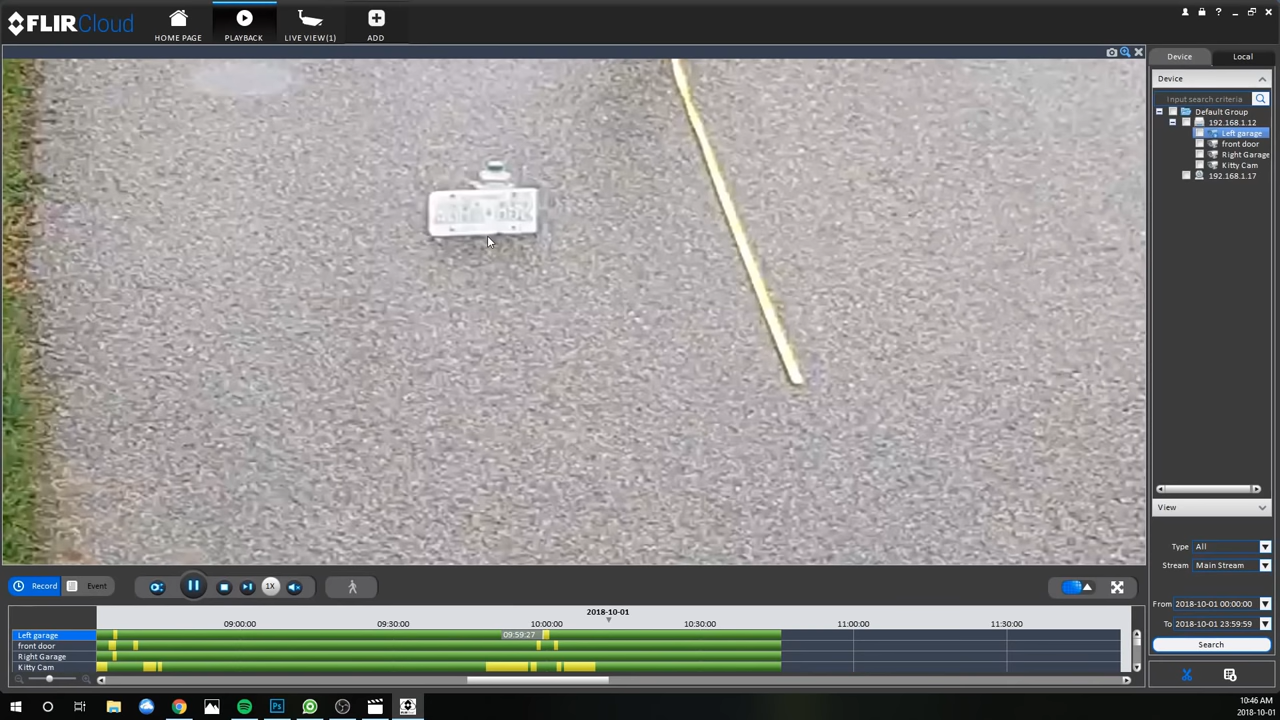 FLIRCloud
HOME PAGE
PLAYBACK
LIVE VIEW(1)
ADD
Device
Local
Device
Input search criteria
Default Group
192.168.1.12
Left garage
front door
Right Garage
Kitty Cam
192.168.1.17
View
Type
All
Stream
Main Stream
From
2018-10-01 00:00:00
To
2018-10-01 23:59:59
Search
Record
Event
1X
2018-10-01
09:00:00
09:30:00
10:00:00
10:30:00
11:00:00
11:30:00
Left garage
09:59:27
front door
Right Garage
Kitty Cam
10:46 AM
2018-10-01